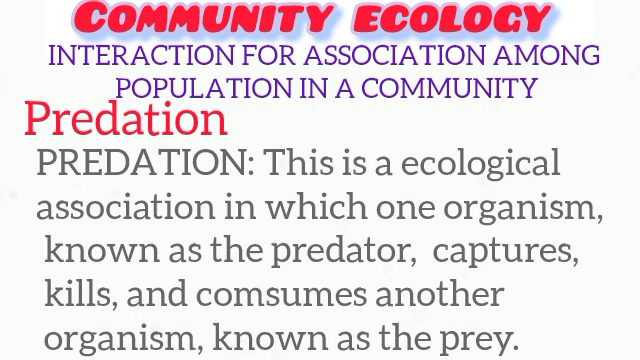 COMMUNITY ECOLOGY
INTERACTION FOR ASSOCIATION AMONG
POPULATION IN A COMMUNITY
Predation
PREDATION: This is a ecological
association in which one organism,
known as the predator, captures,
kills, and comsumes another
organism, known as the prey.